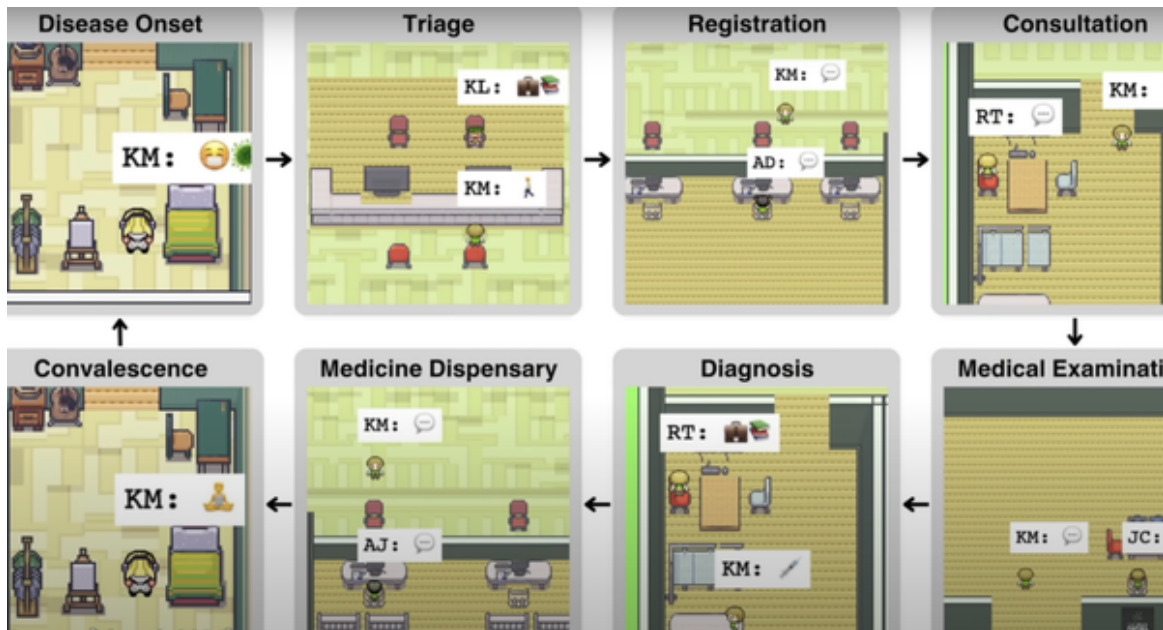 Disease Onset
KM:
Triage
KL:
KM:
Registration
KM:
AD:
Consultation
KM:
RT:
Convalescence
KM:
Medicine Dispensary
KM:
AJ:
Diagnosis
RT:
KM:
Medical Examinati
KM:
JC: